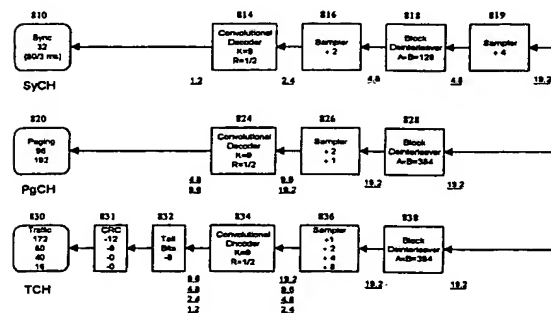 810 814 816 818 819
Sync
32
(80/3 ms)
Convolutional
Decoder
K=9
R=1/2
Sampler
÷ 2
Block
Deinterleaver
A=B=128
Sampler
÷ 4
1.2 2.4 4.8 4.8 19.2
SyCH
820 824 826 828
Paging
96
192
Convolutional
Decoder
K=9
R=1/2
Sampler
÷ 2
÷ 1
Block
Deinterleaver
A=B=384
PgCH
4.8 9.6 19.2 19.2
9.6 19.2
830 831 832 834 836 838
Traffic
172
80
40
16
CRC
-12
-8
-0
-0
Tail
Bits
-8
Convolutional
Decoder
K=9
R=1/2
Sampler
÷1
÷ 2
÷ 4
÷ 8
Block
Deinterleaver
A=B=384
TCH
9.6 19.2 19.2 19.2
4.8 9.6
2.4 4.8
1.2 2.4